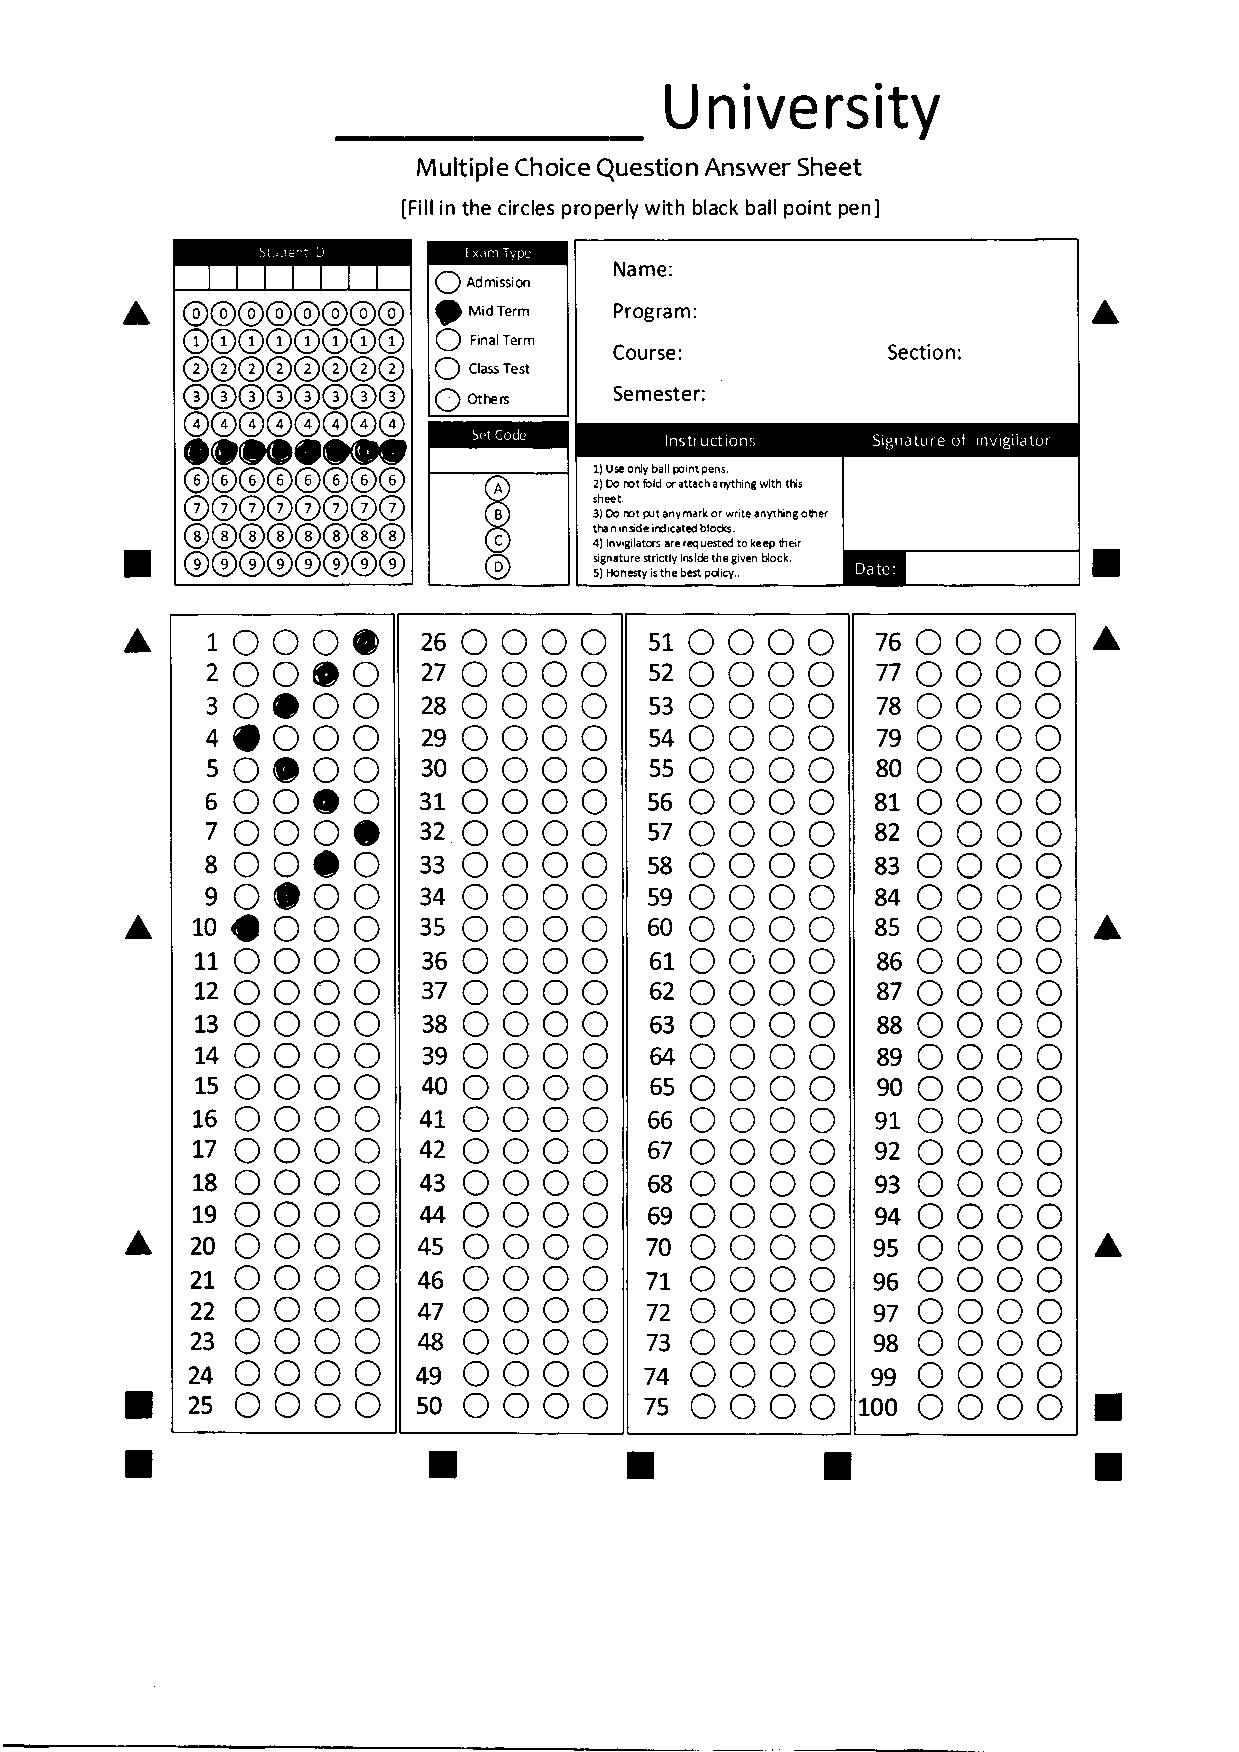 University
Multiple Choice Question Answer Sheet
[Fill in the circles properly with black ball point pen]
Student ID
0 0 0 0 0 0 0 0
1 1 1 1 1 1 1 1
2 2 2 2 2 2 2 2
3 3 3 3 3 3 3 3
4 4 4 4 4 4 4 4
6 6 6 6 6 6 6 6
7 7 7 7 7 7 7 7
8 8 8 8 8 8 8 8
9 9 9 9 9 9 9 9
Exam Type
Admission
Mid Term
Final Term
Class Test
Others
Set Code
A
B
C
D
Name:
Program:
Course: Section:
Semester:
Instructions Signature of invigilator
1) Use only ball point pens.
2) Do not fold or attach anything with this
sheet.
3) Do not put any mark or write anything other
than inside indicated blocks.
4) Invigilators are requested to keep their
signature strictly inside the given block.
5) Honesty is the best policy..
Date:
1 26 51 76
2 27 52 77
3 28 53 78
4 29 54 79
5 30 55 80
6 31 56 81
7 32 57 82
8 33 58 83
9 34 59 84
10 35 60 85
11 36 61 86
12 37 62 87
13 38 63 88
14 39 64 89
15 40 65 90
16 41 66 91
17 42 67 92
18 43 68 93
19 44 69 94
20 45 70 95
21 46 71 96
22 47 72 97
23 48 73 98
24 49 74 99
25 50 75 100